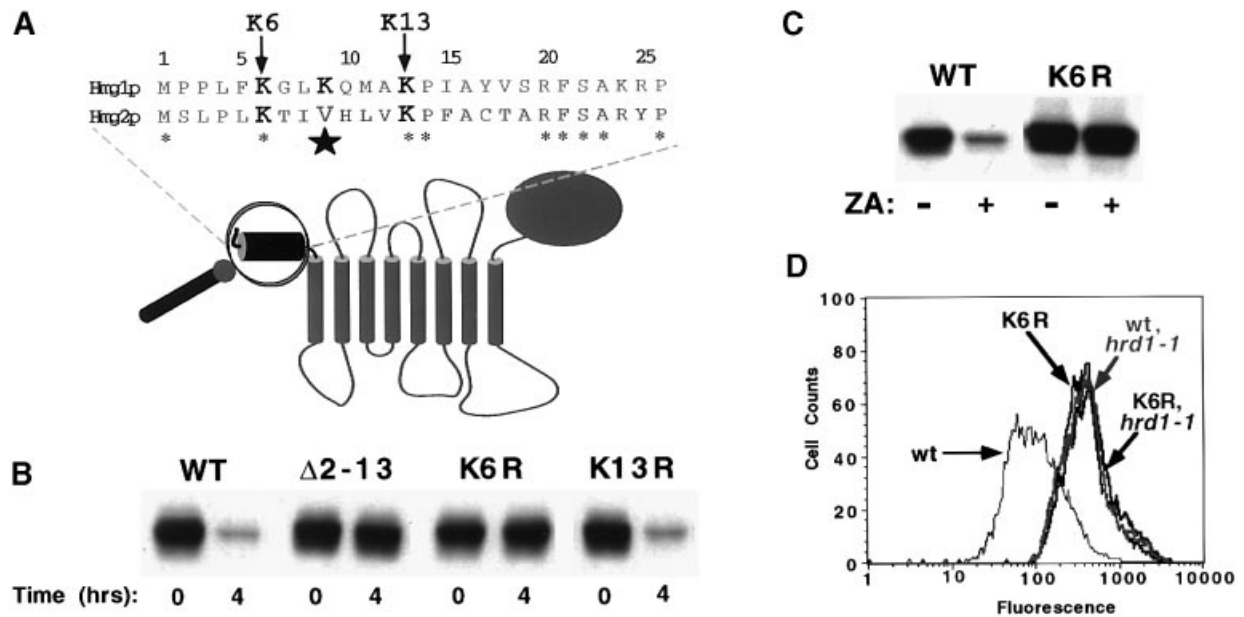 A
K6 K13
1 5 10 15 20 25
Hmg1p M P P L F K G L K Q M A K P I A Y V S R F S A K R P
Hmg2p M S L P L K T I V H L V K P F A C T A R F S A R Y P
* * ★ * * * * * * *
B
WT Δ2-13 K6R K13R
Time (hrs): 0 4 0 4 0 4 0 4
C
WT K6R
ZA: - + - +
D
100
80
60
40
20
0
Cell Counts
K6R
wt,
hrd1-1
K6R,
hrd1-1
wt
1 10 100 1000 10000
Fluorescence